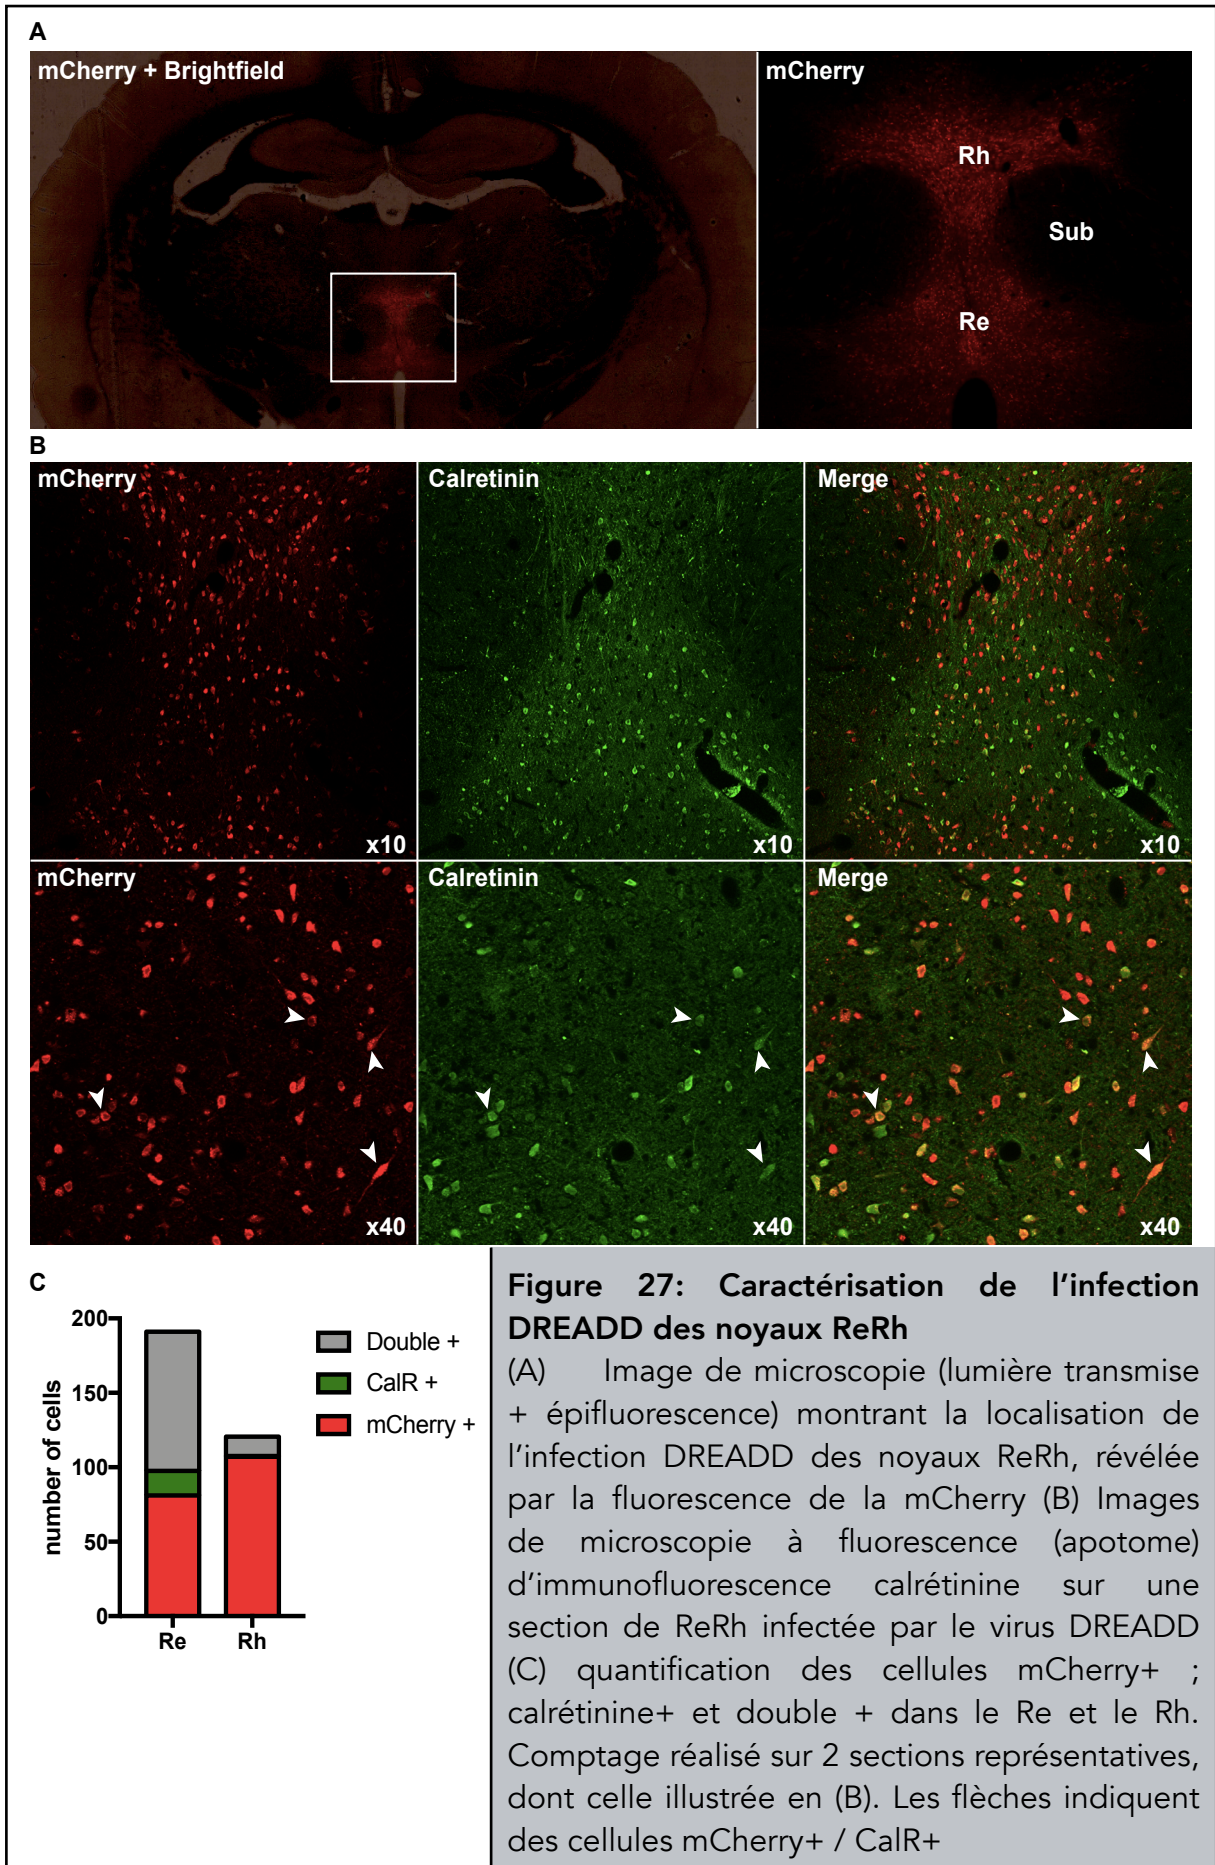 A
mCherry + Brightfield
mCherry
Rh
Sub
Re
B
mCherry
Calretinin
Merge
x10
x10
x10
mCherry
Calretinin
Merge
x40
x40
x40
C
number of cells
200
150
100
50
0
Re
Rh
Double +
CalR +
mCherry +
Figure 27: Caractérisation de l'infection
DREADD des noyaux ReRh
(A) Image de microscopie (lumière transmise
+ épifluorescence) montrant la localisation de
l'infection DREADD des noyaux ReRh, révélée
par la fluorescence de la mCherry (B) Images
de microscopie à fluorescence (apotome)
d'immunofluorescence calrétinine sur une
section de ReRh infectée par le virus DREADD
(C) quantification des cellules mCherry+ ;
calrétinine+ et double + dans le Re et le Rh.
Comptage réalisé sur 2 sections représentatives,
dont celle illustrée en (B). Les flèches indiquent
des cellules mCherry+ / CalR+